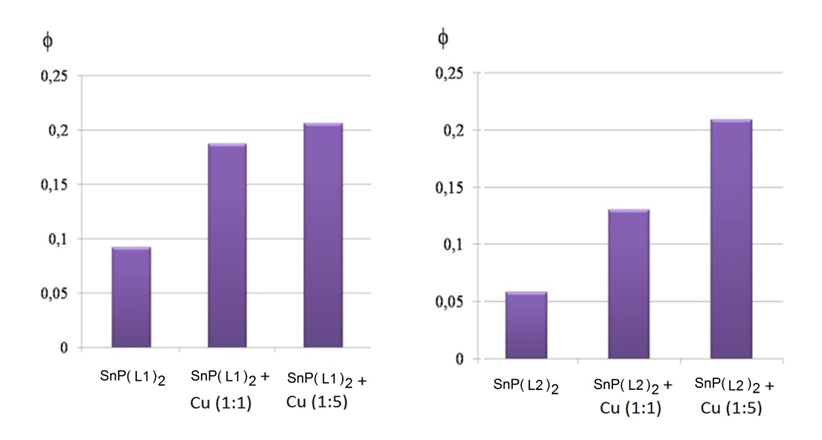 ϕ
0,25
0,2
0,15
0,1
0,05
0
SnP( L1 )₂
SnP( L1 )₂ +
Cu (1:1)
SnP( L1 )₂ +
Cu (1:5)
ϕ
0,25
0,2
0,15
0,1
0,05
0
SnP( L2 )₂
SnP( L2 )₂ +
Cu (1:1)
SnP( L2 )₂ +
Cu (1:5)